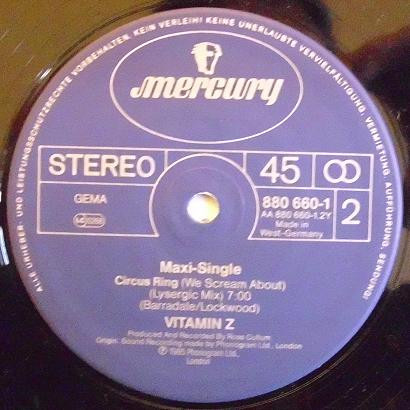 ALLE URHEBER- UND LEISTUNGSSCHUTZRECHTE VORBEHALTEN. KEIN VERLEIH! KEINE UNERLAUBTE VERVIELFÄLTIGUNG, VERMIETUNG, AUFFÜHRUNG, SENDUNG!
mercury
STEREO
45
GEMA
880 660-1
AA 880 660-1.2Y
Made in
West-Germany
2
Maxi-Single
Circus Ring (We Scream About)
(Lysergic Mix) 7:00
(Barradale/Lockwood)
VITAMIN Z
Produced And Recorded By Ross Cullum
Origin. Sound Recording made by Phonogram Ltd., London
℗ 1985 Phonogram Ltd.
London